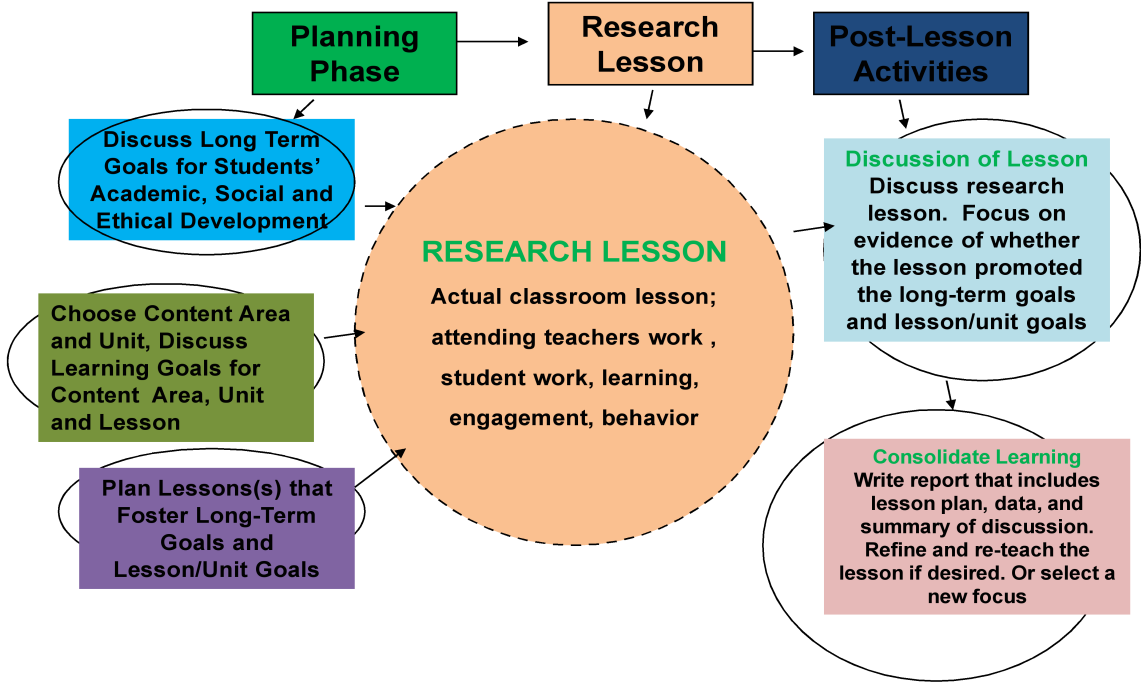 Planning
Phase
Research
Lesson
Post-Lesson
Activities
Discuss Long Term
Goals for Students’
Academic, Social and
Ethical Development
Choose Content Area
and Unit, Discuss
Learning Goals for
Content Area, Unit
and Lesson
Plan Lessons(s) that
Foster Long-Term
Goals and
Lesson/Unit Goals
RESEARCH LESSON
Actual classroom lesson;
attending teachers work ,
student work, learning,
engagement, behavior
Discussion of Lesson
Discuss research
lesson. Focus on
evidence of whether
the lesson promoted
the long-term goals
and lesson/unit goals
Consolidate Learning
Write report that includes
lesson plan, data, and
summary of discussion.
Refine and re-teach the
lesson if desired. Or select a
new focus